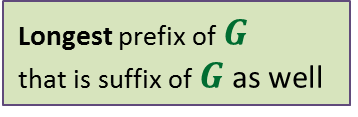 Longest prefix of G
that is suffix of G as well